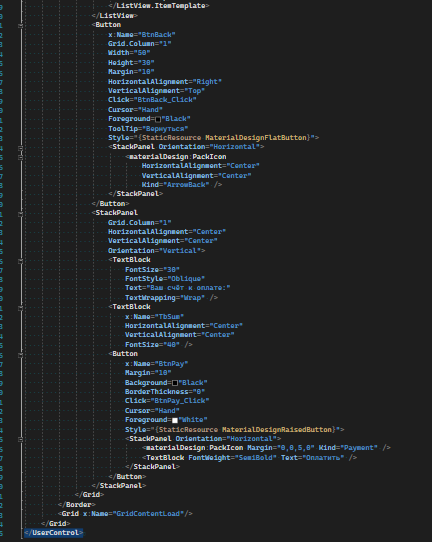 </ListView.ItemTemplate>
</ListView>
<Button
x:Name="BtnBack"
Grid.Column="1"
Width="50"
Height="30"
Margin="10"
HorizontalAlignment="Right"
VerticalAlignment="Top"
Click="BtnBack_Click"
Cursor="Hand"
Foreground="Black"
ToolTip="Вернуться"
Style="{StaticResource MaterialDesignFlatButton}">
<StackPanel Orientation="Horizontal">
<materialDesign:PackIcon
HorizontalAlignment="Center"
VerticalAlignment="Center"
Kind="ArrowBack" />
</StackPanel>
</Button>
<StackPanel
Grid.Column="1"
HorizontalAlignment="Center"
VerticalAlignment="Center"
Orientation="Vertical">
<TextBlock
FontSize="30"
FontStyle="Oblique"
Text="Ваш счёт к оплате:"
TextWrapping="Wrap" />
<TextBlock
x:Name="TbSum"
HorizontalAlignment="Center"
VerticalAlignment="Center"
FontSize="40" />
<Button
x:Name="BtnPay"
Margin="10"
Background="Black"
BorderThickness="0"
Click="BtnPay_Click"
Cursor="Hand"
Foreground="White"
Style="{StaticResource MaterialDesignRaisedButton}">
<StackPanel Orientation="Horizontal">
<materialDesign:PackIcon Margin="0,0,5,0" Kind="Payment" />
<TextBlock FontWeight="SemiBold" Text="Оплатить" />
</StackPanel>
</Button>
</StackPanel>
</Grid>
</Border>
<Grid x:Name="GridContentLoad"/>
</Grid>
</UserControl>